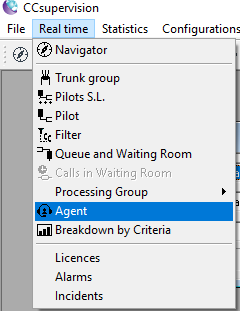 CCsupervision
File Real time Statistics Configurations
Navigator
Trunk group
Pilots S.L.
Pilot
Filter
Queue and Waiting Room
Calls in Waiting Room
Processing Group
Agent
Breakdown by Criteria
Licences
Alarms
Incidents